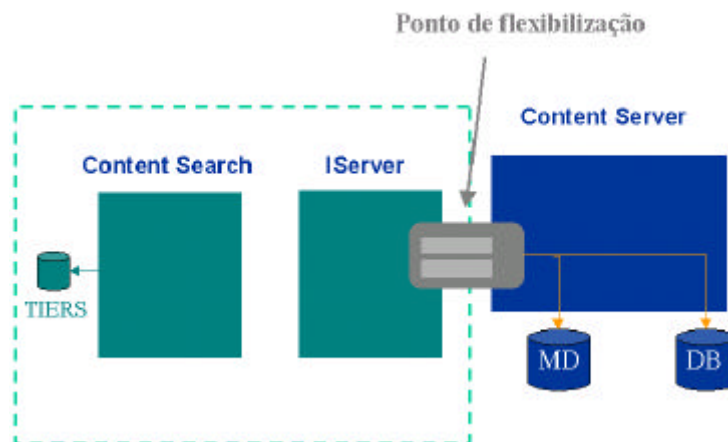 Ponto de flexibilização
Content Server
Content Search
IServer
TIERS
MD
DB